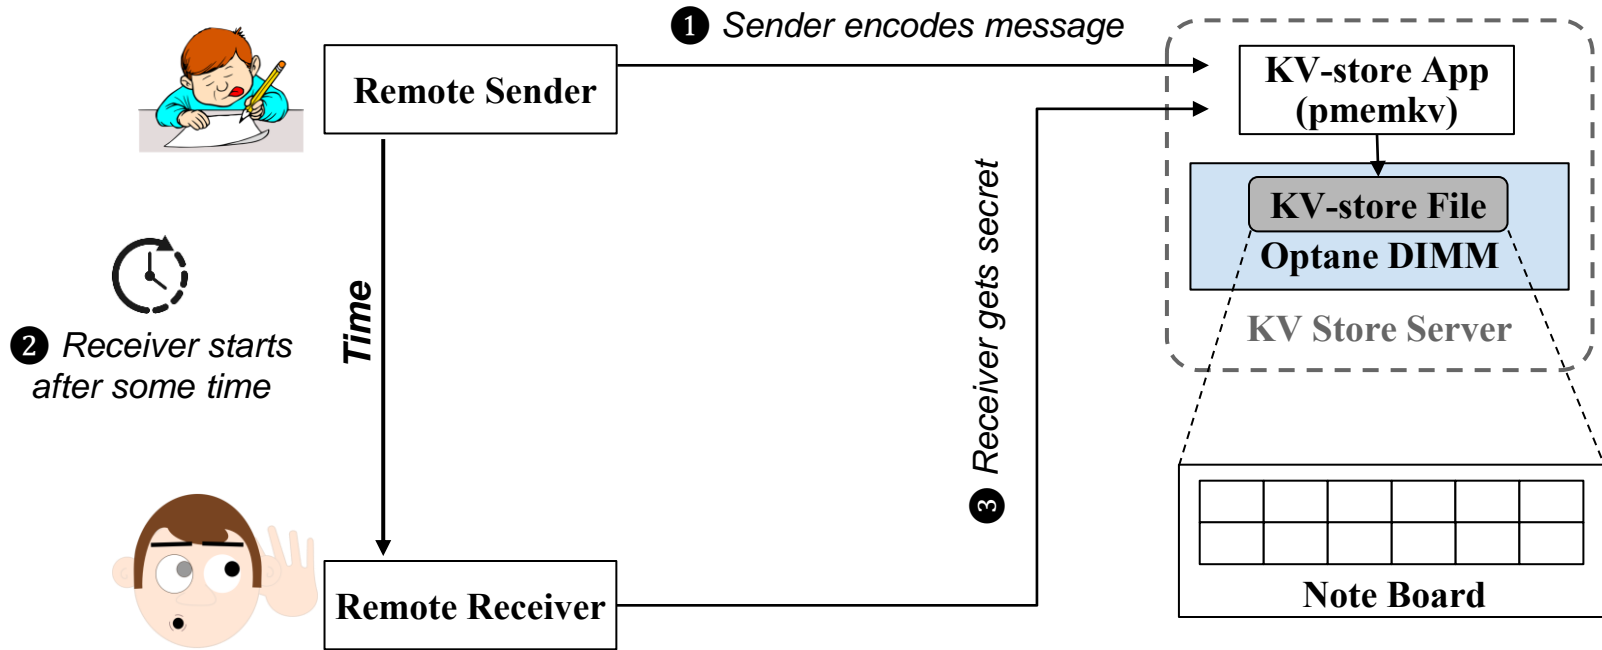 ❶ Sender encodes message
Remote Sender
KV-store App
(pmemkv)
KV-store File
Optane DIMM
KV Store Server
Time
❷ Receiver starts
after some time
❸ Receiver gets secret
Remote Receiver
Note Board